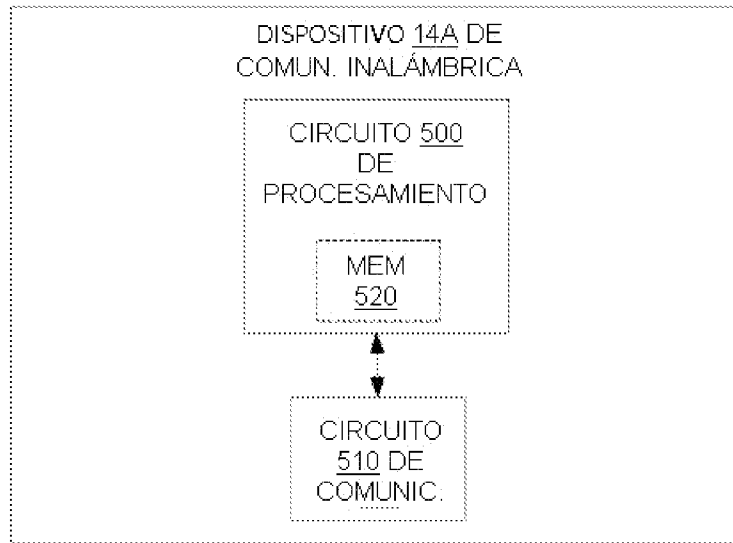 DISPOSITIVO 14A DE
COMUN. INALÁMBRICA
CIRCUITO 500
DE
PROCESAMIENTO
MEM
520
CIRCUITO
510 DE
COMUNIC.